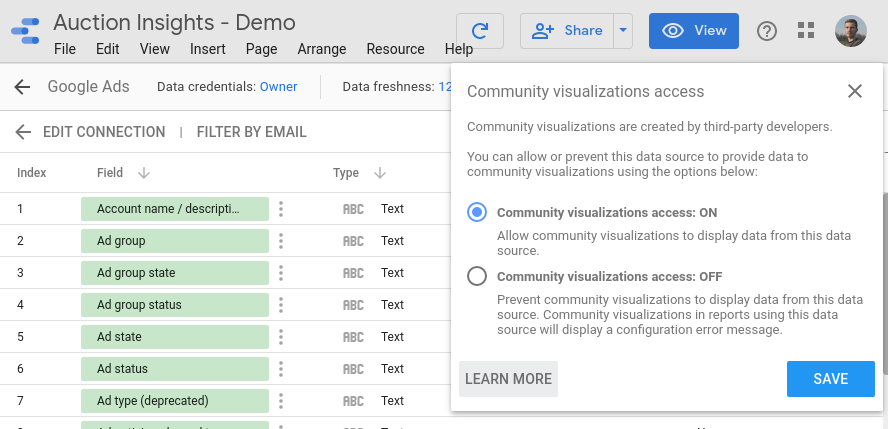 Auction Insights - Demo
File Edit View Insert Page Arrange Resource Help
Share
View
Google Ads Data credentials: Owner Data freshness: 12
EDIT CONNECTION | FILTER BY EMAIL
Index Field Type
1 Account name / descripti... ABC Text
2 Ad group ABC Text
3 Ad group state ABC Text
4 Ad group status ABC Text
5 Ad state ABC Text
6 Ad status ABC Text
7 Ad type (deprecated) ABC Text
Community visualizations access
Community visualizations are created by third-party developers.
You can allow or prevent this data source to provide data to
community visualizations using the options below:
Community visualizations access: ON
Allow community visualizations to display data from this data
source.
Community visualizations access: OFF
Prevent community visualizations to display data from this data
source. Community visualizations in reports using this data
source will display a configuration error message.
LEARN MORE
SAVE